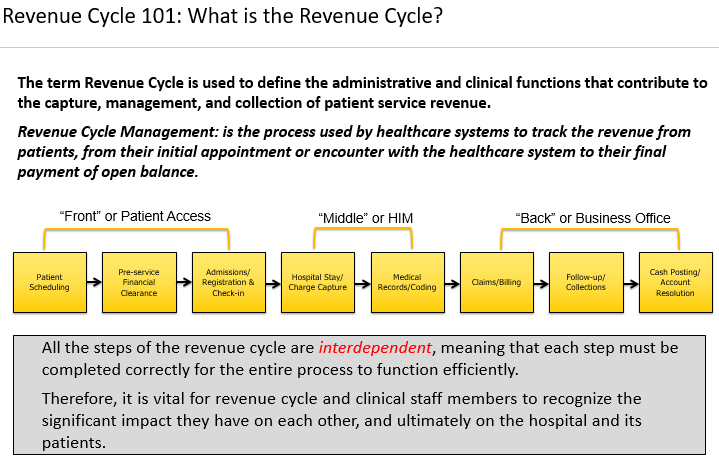 Revenue Cycle 101: What is the Revenue Cycle?
The term Revenue Cycle is used to define the administrative and clinical functions that contribute to
the capture, management, and collection of patient service revenue.
Revenue Cycle Management: is the process used by healthcare systems to track the revenue from
patients, from their initial appointment or encounter with the healthcare system to their final
payment of open balance.
“Front” or Patient Access
“Middle” or HIM
“Back” or Business Office
Patient
Scheduling
Pre-service
Financial
Clearance
Admissions/
Registration &
Check-in
Hospital Stay/
Charge Capture
Medical
Records/Coding
Claims/Billing
Follow-up/
Collections
Cash Posting/
Account
Resolution
All the steps of the revenue cycle are interdependent, meaning that each step must be
completed correctly for the entire process to function efficiently.
Therefore, it is vital for revenue cycle and clinical staff members to recognize the
significant impact they have on each other, and ultimately on the hospital and its
patients.